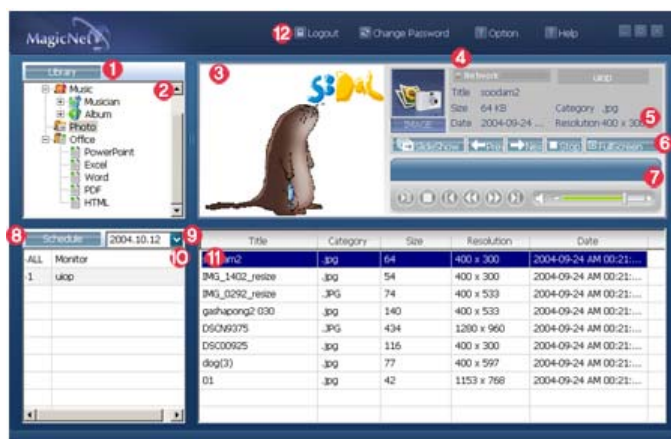 MagicNet
12 Logout Change Password Option Help
Library 1
2
Music
Musician
Album
Photo
Office
PowerPoint
Excel
Word
PDF
HTML
3
SODAL
4
Network uiop
Title soodam2
Size 64 KB Category .jpg
Date 2004-09-24 ... Resolution 400 x 300
5
IMAGE
SlideShow Prev Stop FullScreen 6
7
8 Schedule 2004.10.12 9
10
-ALL Monitor
-1 uiop
Title Category Size Resolution Date
11 .jpg 64 400 x 300 2004-09-24 AM 00:21:...
IMG_1402_resize .jpg 54 400 x 300 2004-09-24 AM 00:21:...
IMG_0292_resize .JPG 74 400 x 533 2004-09-24 AM 00:21:...
gashapong2 030 .jpg 140 400 x 533 2004-09-24 AM 00:21:...
DSCN9375 .JPG 434 1280 x 960 2004-09-24 AM 00:21:...
DSC00925 .jpg 116 400 x 300 2004-09-24 AM 00:21:...
dog(3) .jpg 77 400 x 597 2004-09-24 AM 00:21:...
01 .jpg 42 1153 x 768 2004-09-24 AM 00:21:...